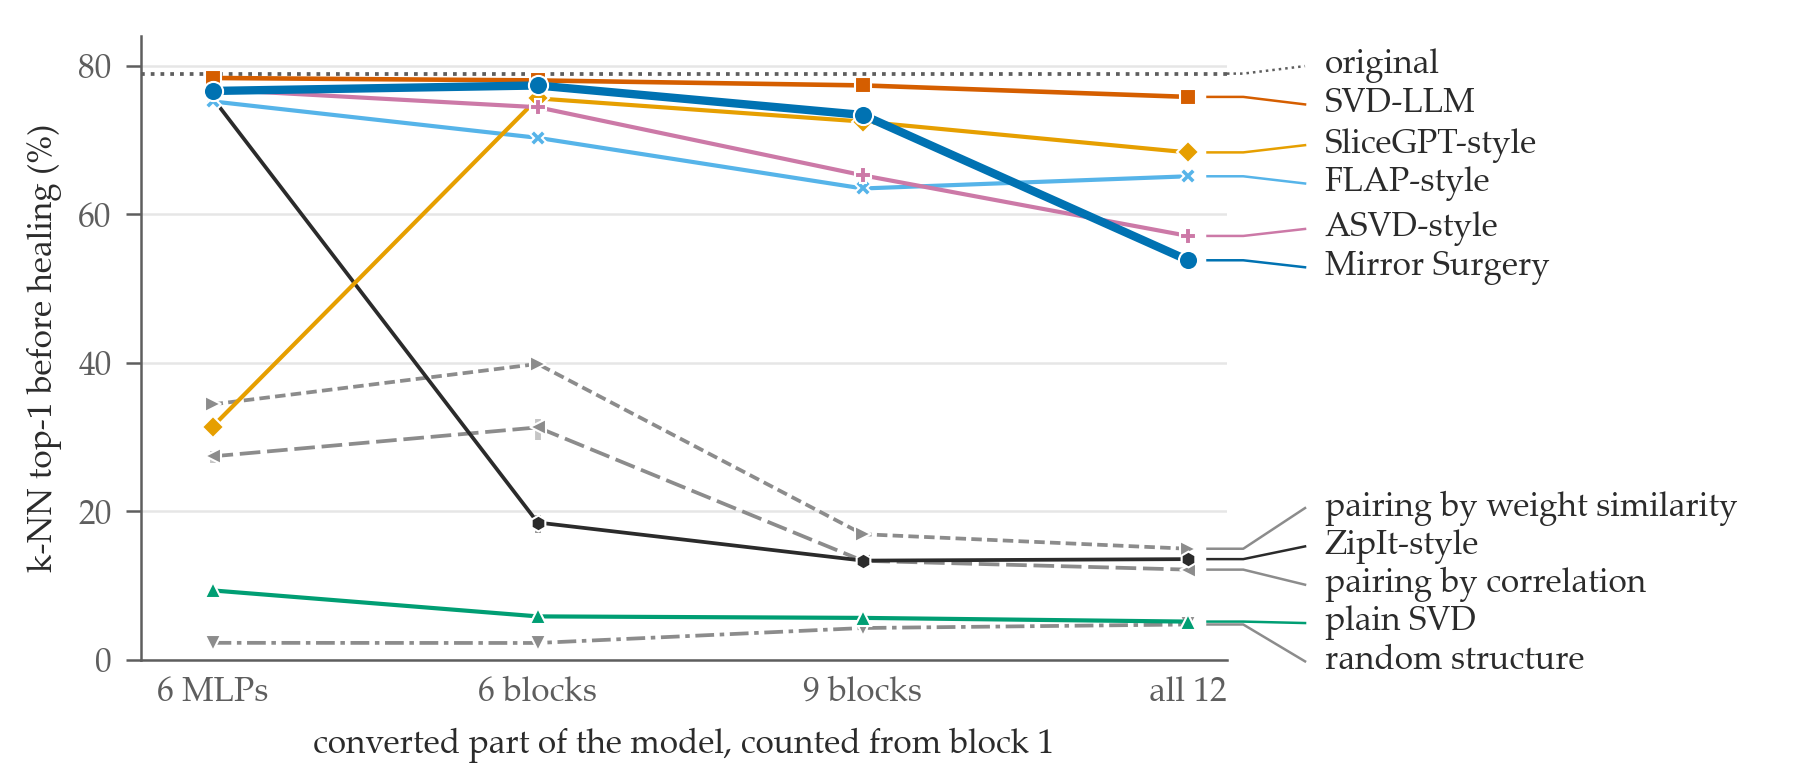 k-NN top-1 before healing (%)
80
60
40
20
0
original
SVD-LLM
SliceGPT-style
FLAP-style
ASVD-style
Mirror Surgery
pairing by weight similarity
ZipIt-style
pairing by correlation
plain SVD
random structure
6 MLPs
6 blocks
9 blocks
all 12
converted part of the model, counted from block 1